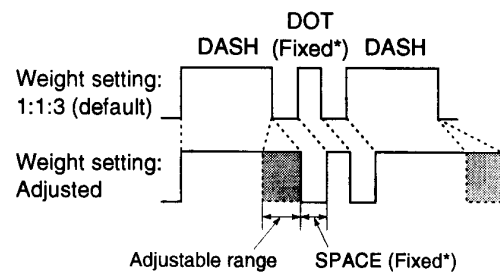 DOT
DASH (Fixed*) DASH
Weight setting:
1:1:3 (default)
Weight setting:
Adjusted
Adjustable range SPACE (Fixed*)